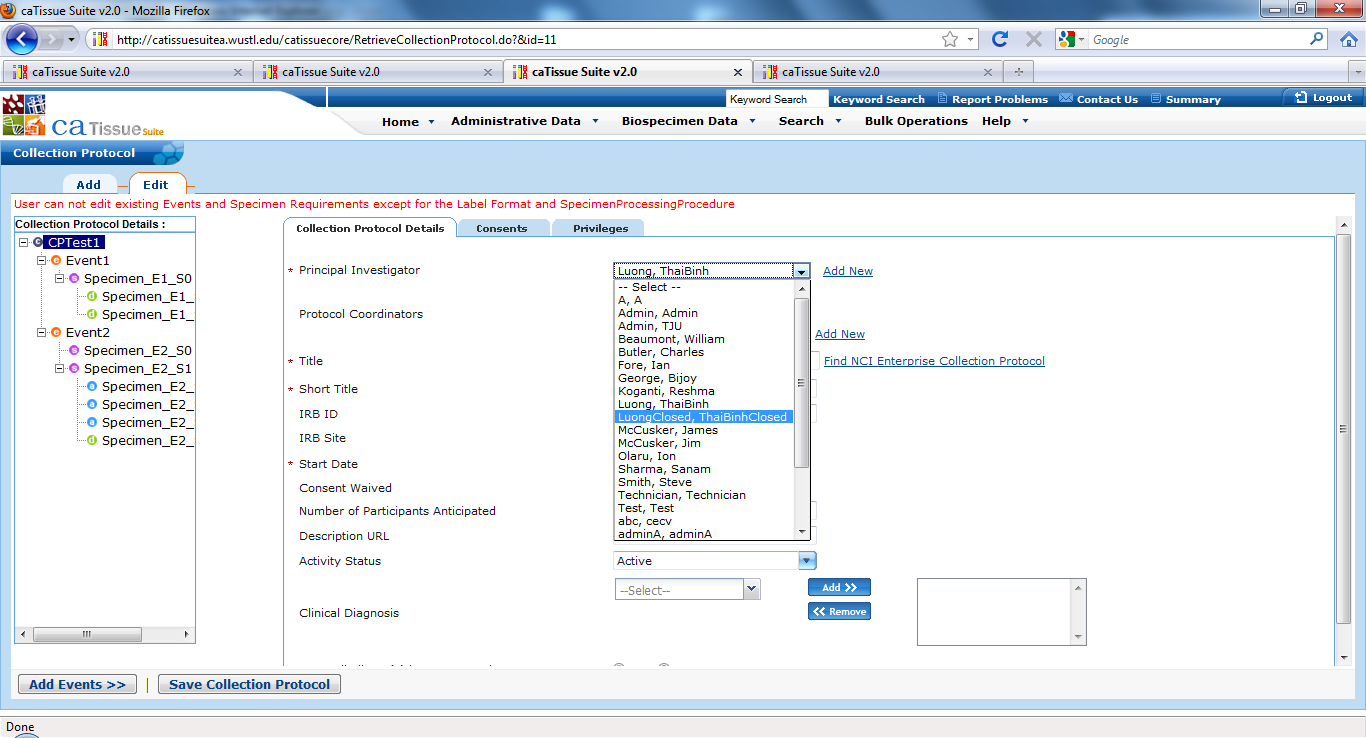 caTissue Suite v2.0 - Mozilla Firefox
http://catissuesuitea.wustl.edu/catissuecore/RetrieveCollectionProtocol.do?&id=11
Google
caTissue Suite v2.0
caTissue Suite v2.0
caTissue Suite v2.0
caTissue Suite v2.0
Keyword Search
Keyword Search
Report Problems
Contact Us
Summary
Logout
ca Tissue Suite
Home
Administrative Data
Biospecimen Data
Search
Bulk Operations
Help
Collection Protocol
Add
Edit
User can not edit existing Events and Specimen Requirements except for the Label Format and SpecimenProcessingProcedure
Collection Protocol Details :
C CPTest1
e Event1
s Specimen_E1_S0
d Specimen_E1_
d Specimen_E1_
e Event2
s Specimen_E2_S0
s Specimen_E2_S1
a Specimen_E2_
a Specimen_E2_
a Specimen_E2_
d Specimen_E2_
Collection Protocol Details
Consents
Privileges
* Principal Investigator
Luong, ThaiBinh
Add New
-- Select --
A, A
Admin, Admin
Admin, TJU
Beaumont, William
Butler, Charles
Fore, Ian
George, Bijoy
Koganti, Reshma
Luong, ThaiBinh
LuongClosed, ThaiBinhClosed
McCusker, James
McCusker, Jim
Olaru, Ion
Sharma, Sanam
Smith, Steve
Technician, Technician
Test, Test
abc, cecv
adminA, adminA
Protocol Coordinators
Add New
* Title
Find NCI Enterprise Collection Protocol
* Short Title
IRB ID
IRB Site
* Start Date
Consent Waived
Number of Participants Anticipated
Description URL
Activity Status
Active
Clinical Diagnosis
--Select--
Add >>
<< Remove
Add Events >>
|
Save Collection Protocol
Done